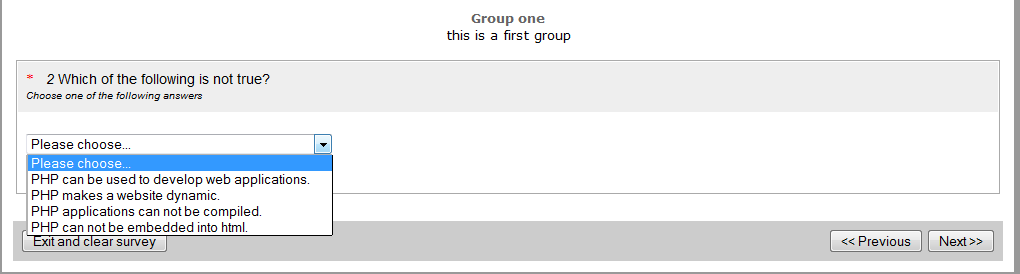 Group one
this is a first group
* 2 Which of the following is not true?
Choose one of the following answers
Please choose...
Please choose...
PHP can be used to develop web applications.
PHP makes a website dynamic.
PHP applications can not be compiled.
PHP can not be embedded into html.
Exit and clear survey
<< Previous
Next >>